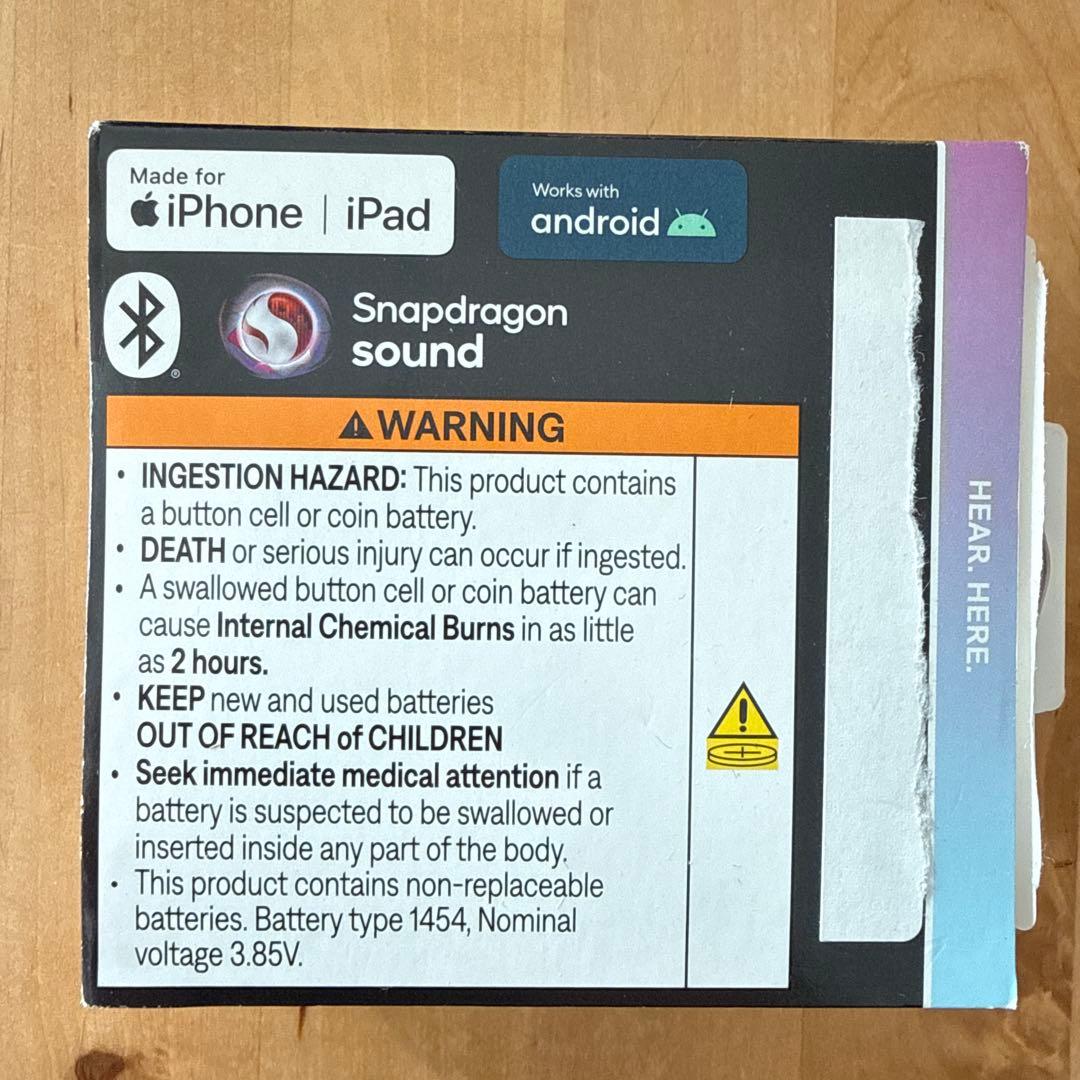 Made for
iPhone | iPad
Works with
android
Snapdragon
sound
®
WARNING
• INGESTION HAZARD: This product contains
a button cell or coin battery.
• DEATH or serious injury can occur if ingested.
• A swallowed button cell or coin battery can
cause Internal Chemical Burns in as little
as 2 hours.
• KEEP new and used batteries
OUT OF REACH of CHILDREN
• Seek immediate medical attention if a
battery is suspected to be swallowed or
inserted inside any part of the body.
• This product contains non-replaceable
batteries. Battery type 1454, Nominal
voltage 3.85V.
HEAR. HERE.